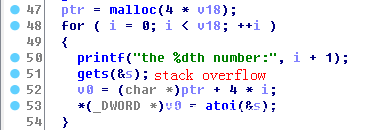 47 ptr = malloc(4 * v18);
48 for ( i = 0; i < v18; ++i )
49 {
50 printf("the %dth number:", i + 1);
51 gets(&s); stack overflow
52 v0 = (char *)ptr + 4 * i;
53 *(_DWORD *)v0 = atoi(&s);
54 }